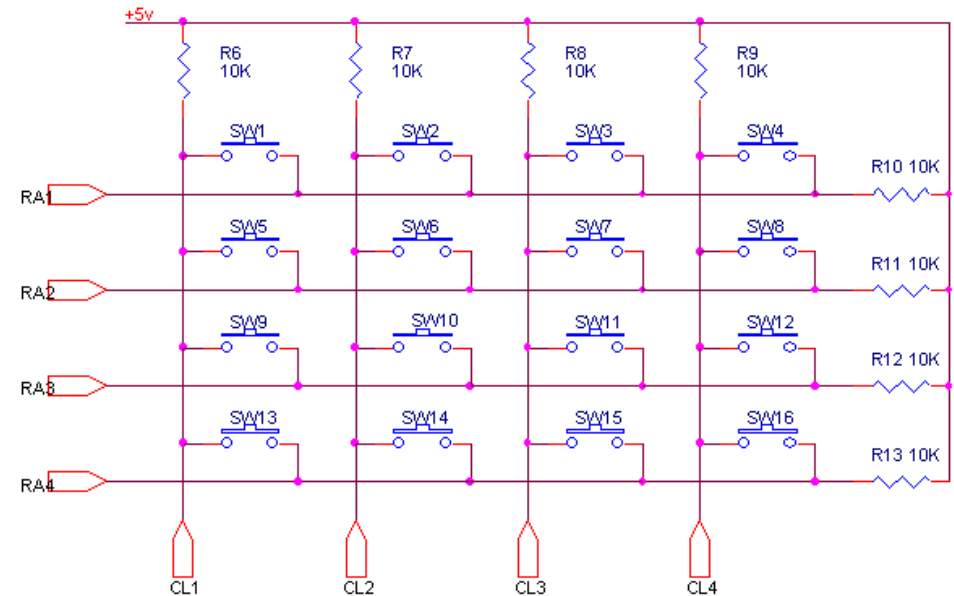 +5v
R6
10K
R7
10K
R8
10K
R9
10K
SW1
SW2
SW3
SW4
R10 10K
RA1
SW5
SW6
SW7
SW8
R11 10K
RA2
SW9
SW10
SW11
SW12
R12 10K
RA3
SW13
SW14
SW15
SW16
R13 10K
RA4
CL1
CL2
CL3
CL4